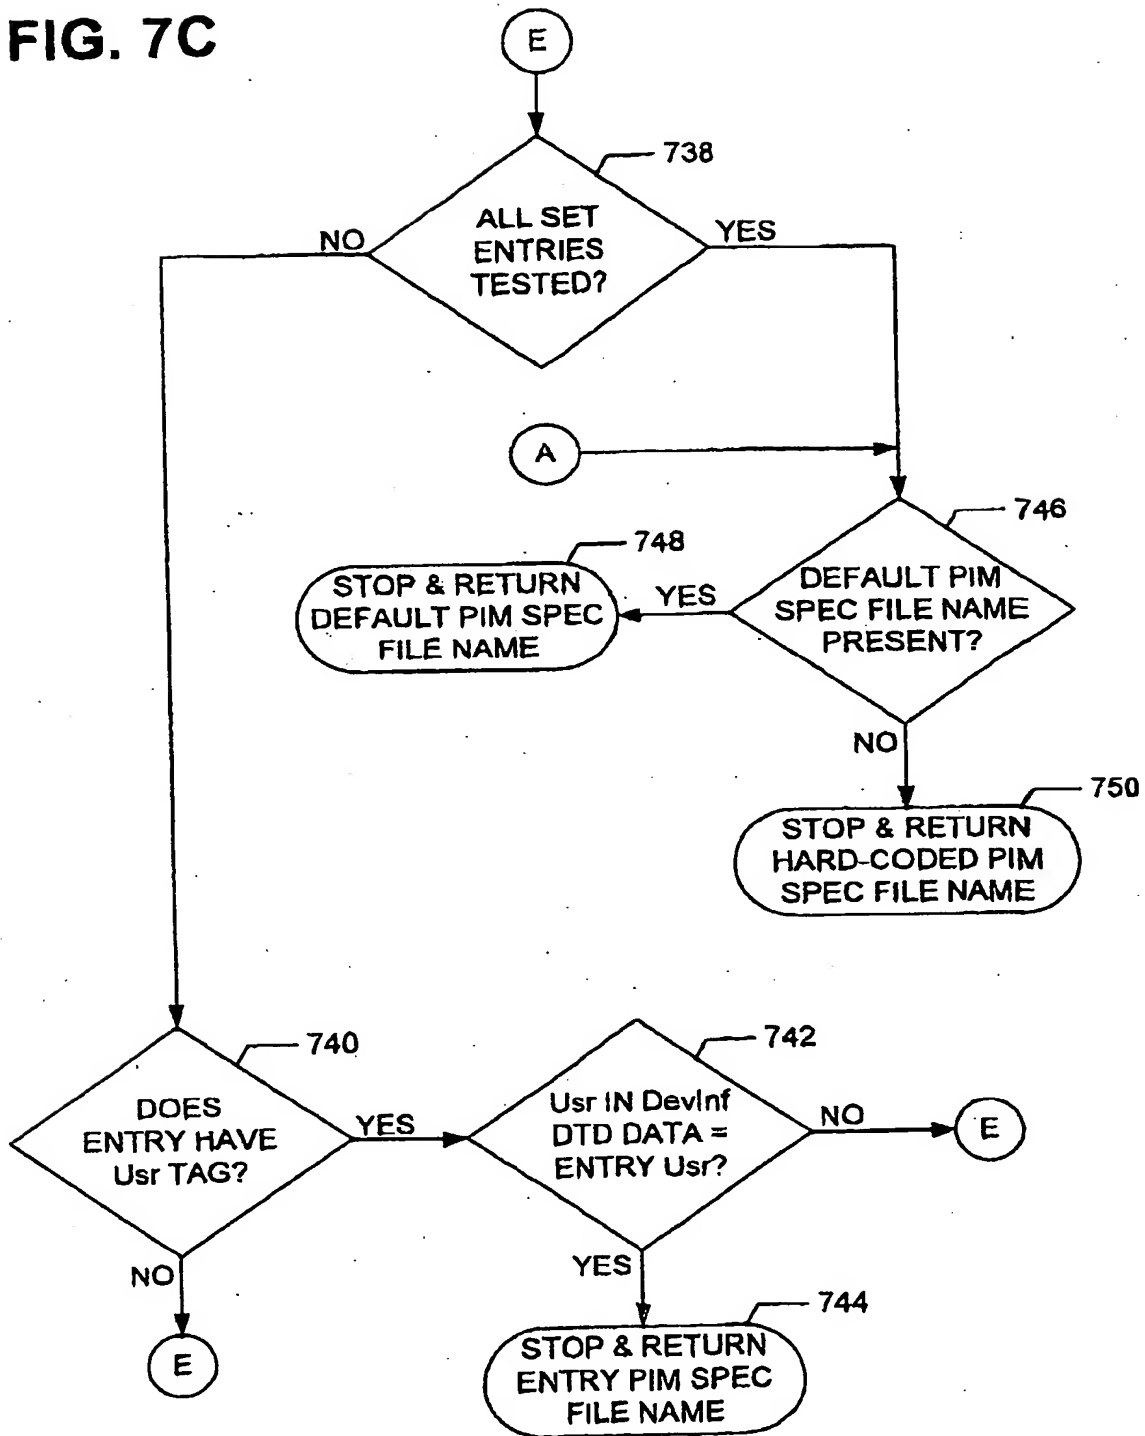 FIG. 7C
E
738
ALL SET
ENTRIES
TESTED?
NO
YES
A
746
DEFAULT PIM
SPEC FILE NAME
PRESENT?
748
STOP & RETURN
DEFAULT PIM SPEC
FILE NAME
YES
NO
750
STOP & RETURN
HARD-CODED PIM
SPEC FILE NAME
740
DOES
ENTRY HAVE
Usr TAG?
YES
742
Usr IN DevInf
DTD DATA =
ENTRY Usr?
NO
E
NO
E
YES
744
STOP & RETURN
ENTRY PIM SPEC
FILE NAME